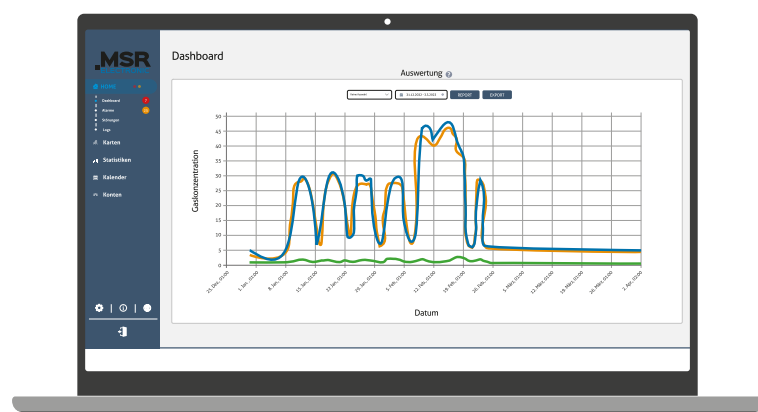 MSR
Dashboard
HOME
Dashboard
Alarme
Störungen
Logs
Karten
Statistiken
Kalender
Konten
Auswertung
REPORT
EXPORT
Gaskonzentration
50
45
40
35
30
25
20
15
10
5
0
25. Dez, 01:00
1. Jan, 01:00
8. Jan, 01:00
15. Jan, 01:00
22. Jan, 01:00
29. Jan, 01:00
5. Feb, 01:00
12. Feb, 01:00
19. Feb, 01:00
26. Feb, 01:00
5. März, 01:00
12. März, 01:00
19. März, 01:00
26. März, 01:00
2. Apr, 02:00
Datum